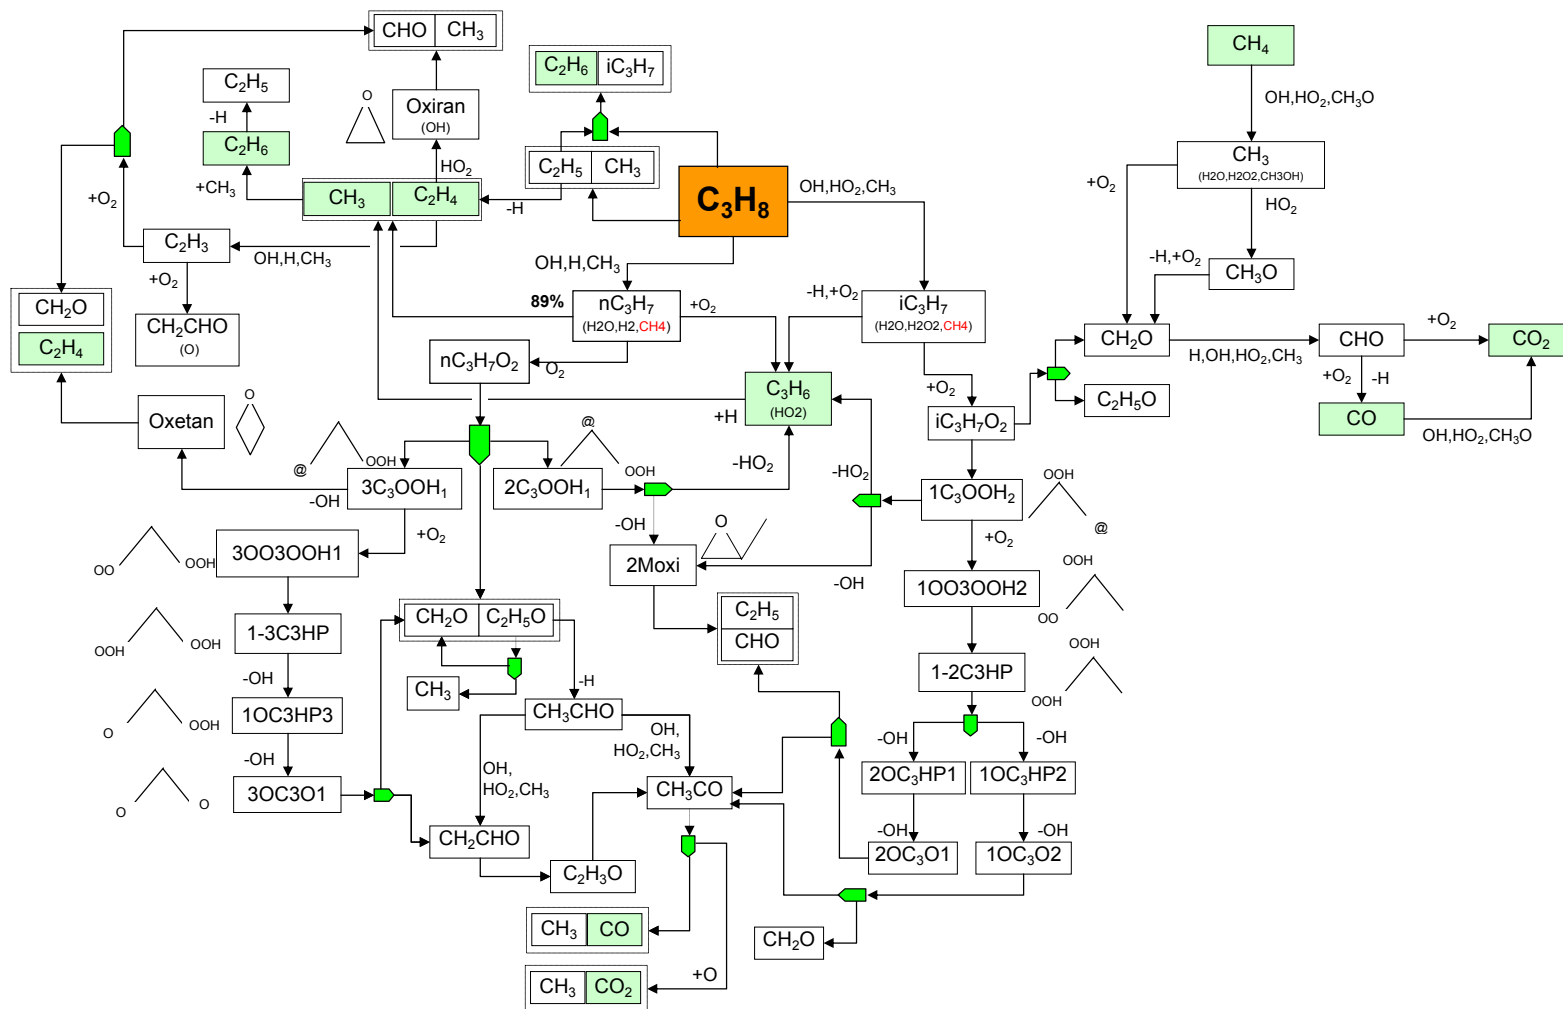 CHO CH₃
CH₄
C₂H₆ iC₃H₇
C₂H₅
O
Oxiran
(OH)
OH,HO₂,CH₃O
-H
C₂H₆
HO₂
C₂H₅ CH₃
CH₃
(H2O,H2O2,CH3OH)
+O₂
+CH₃
CH₃ C₂H₄
-H
C₃H₈
OH,HO₂,CH₃
+O₂
HO₂
C₂H₃
OH,H,CH₃
OH,H,CH₃
-H,+O₂
CH₃O
+O₂
CH₂O
C₂H₄
CH₂CHO
(O)
89%
nC₃H₇
(H2O,H2,CH4)
+O₂
-H,+O₂
iC₃H₇
(H2O,H2O2,CH4)
CH₂O
H,OH,HO₂,CH₃
CHO
+O₂
CO₂
nC₃H₇O₂
O₂
C₃H₆
(HO2)
+H
+O₂
C₂H₅O
+O₂
-H
CO
OH,HO₂,CH₃O
Oxetan
O
iC₃H₇O₂
@
OOH
@
OOH
-HO₂
-HO₂
3C₃OOH₁
-OH
2C₃OOH₁
1C₃OOH₂
OOH
@
+O₂
-OH
+O₂
OO
OOH
3OO3OOH1
2Moxi
O
-OH
1OO3OOH2
OOH
OO
CH₂O C₂H₅O
C₂H₅
CHO
OOH
OOH
1-3C3HP
1-2C3HP
OOH
OOH
-OH
CH₃
-H
O
OOH
1OC3HP3
CH₃CHO
-OH
-OH
-OH
OH,
HO₂,CH₃
OH,
HO₂,CH₃
O
O
3OC3O1
CH₃CO
2OC₃HP1
1OC₃HP2
CH₂CHO
-OH
-OH
C₂H₃O
2OC₃O1
1OC₃O2
CH₃ CO
CH₂O
+O
CH₃ CO₂